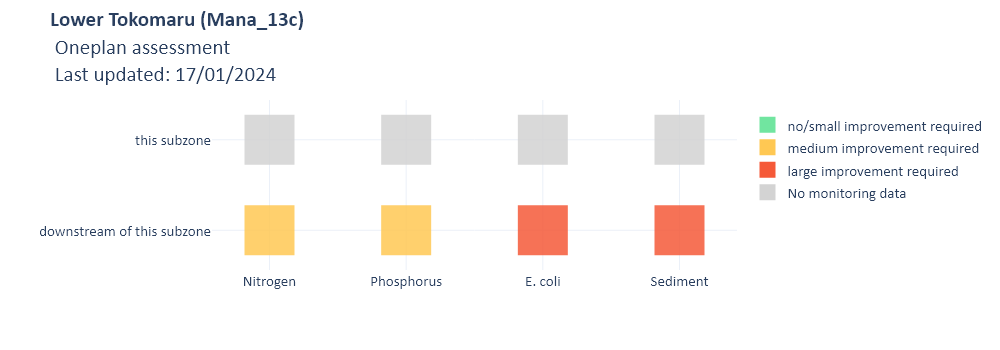 Lower Tokomaru (Mana_13c)
Oneplan assessment
Last updated: 17/01/2024
this subzone
downstream of this subzone
Nitrogen
Phosphorus
E. coli
Sediment
no/small improvement required
medium improvement required
large improvement required
No monitoring data